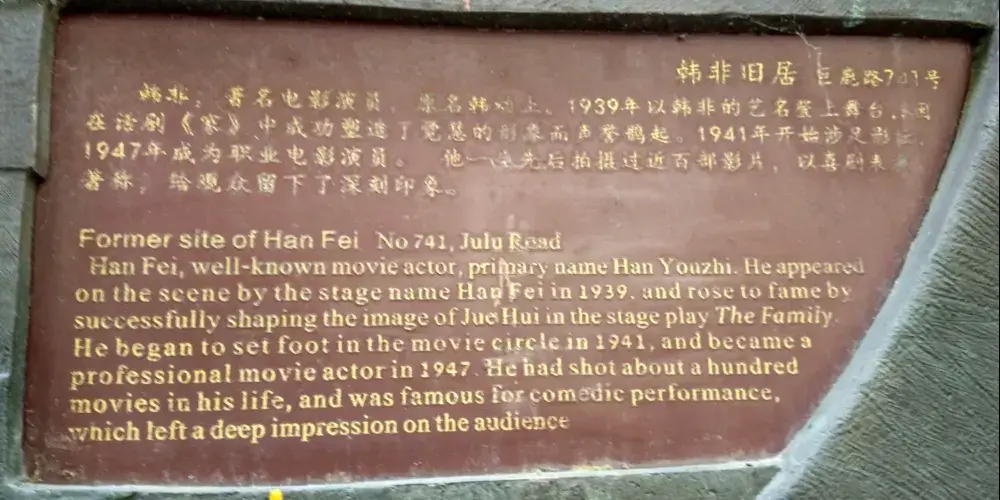 韩非旧居 巨鹿路741号
韩非，著名电影演员，原名韩幼止。1939年以韩非的艺名登上舞台，因
在话剧《家》中成功塑造了觉慧的形象而声誉鹊起。1941年开始涉足影坛，
1947年成为职业电影演员。 他一生先后拍摄过近百部影片，以喜剧表演
著称，给观众留下了深刻印象。
Former site of Han Fei No 741, Julu Road
Han Fei, well-known movie actor, primary name Han Youzhi. He appeared
on the scene by the stage name Han Fei in 1939, and rose to fame by
successfully shaping the image of Jue Hui in the stage play The Family.
He began to set foot in the movie circle in 1941, and became a
professional movie actor in 1947. He had shot about a hundred
movies in his life, and was famous for comedic performance,
which left a deep impression on the audience